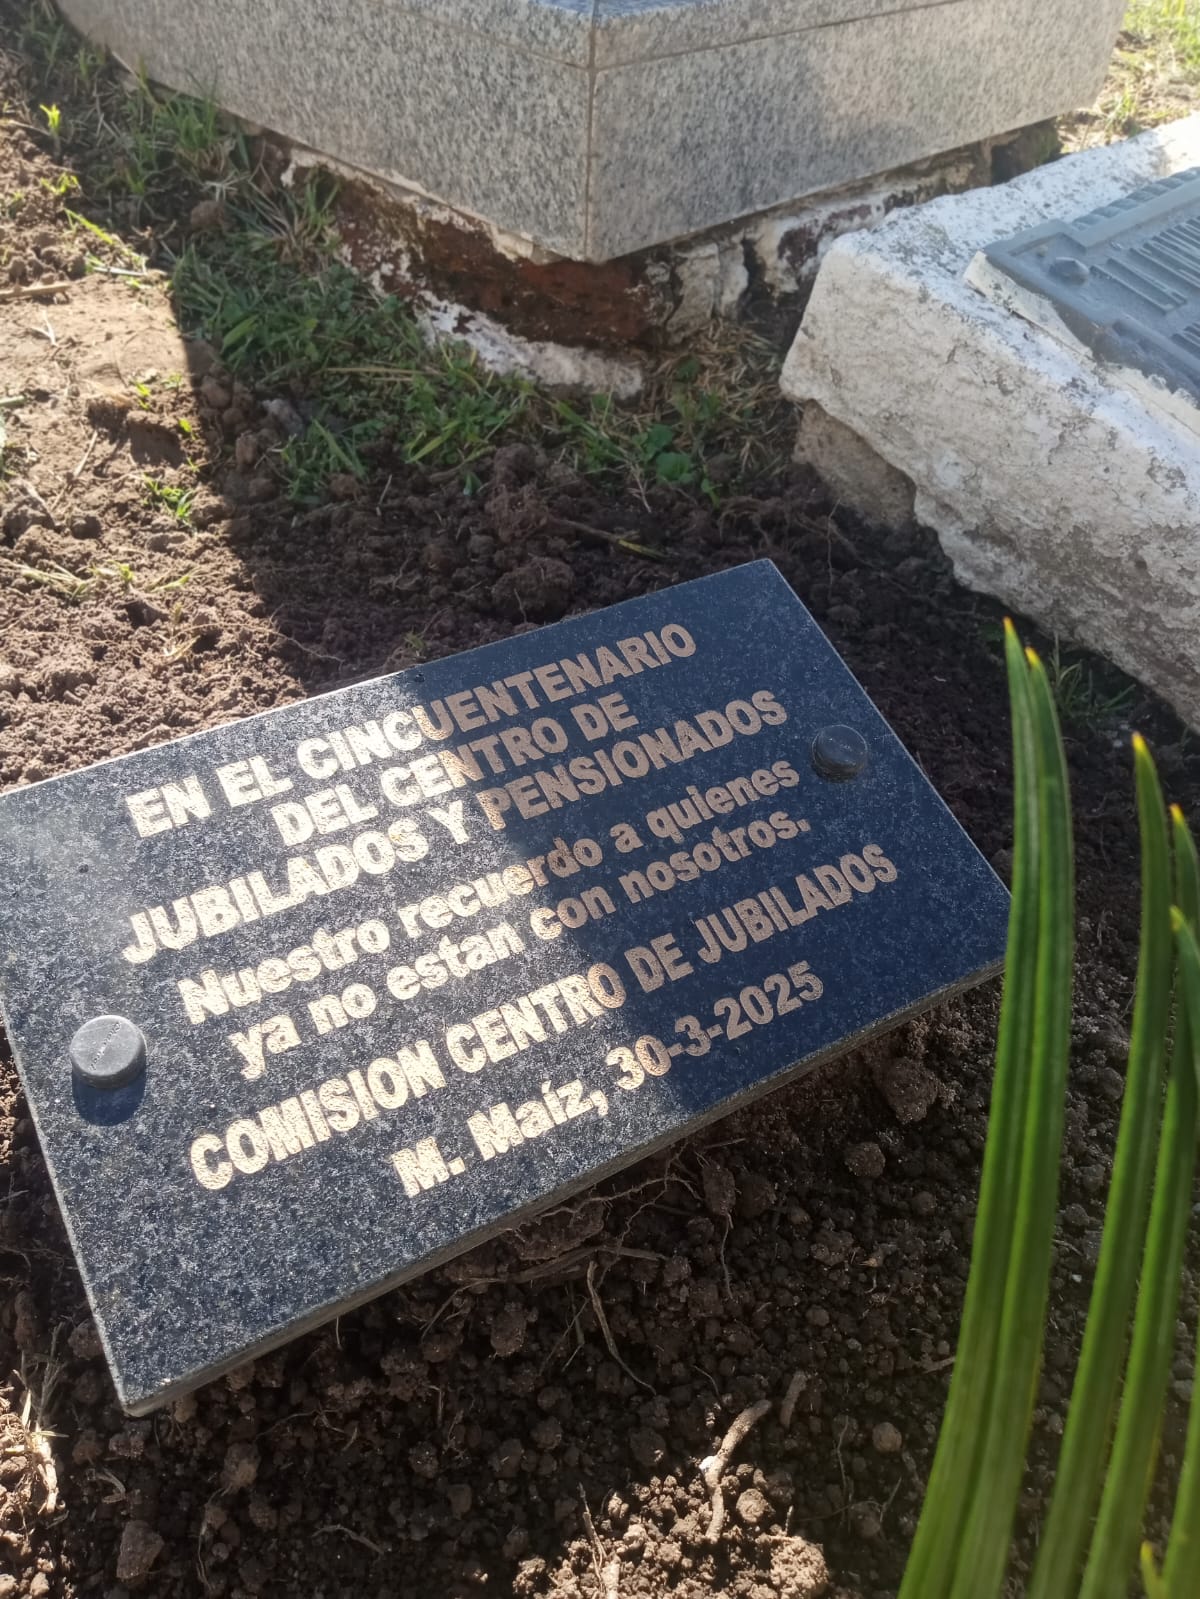 EN EL CINCUENTENARIO
DEL CENTRO DE
JUBILADOS Y PENSIONADOS
Nuestro recuerdo a quienes
ya no estan con nosotros.
COMISION CENTRO DE JUBILADOS
M. Maíz, 30-3-2025